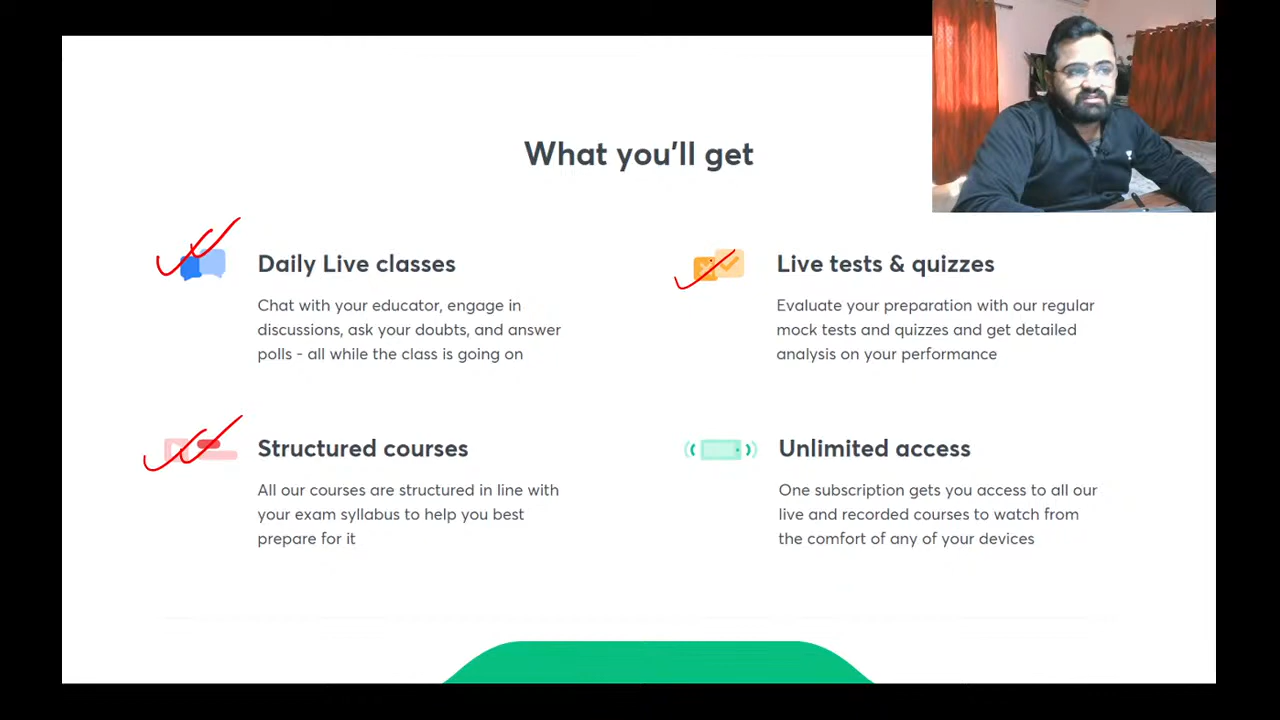 What you'll get
Daily Live classes
Chat with your educator, engage in
discussions, ask your doubts, and answer
polls - all while the class is going on
Live tests & quizzes
Evaluate your preparation with our regular
mock tests and quizzes and get detailed
analysis on your performance
Structured courses
All our courses are structured in line with
your exam syllabus to help you best
prepare for it
Unlimited access
One subscription gets you access to all our
live and recorded courses to watch from
the comfort of any of your devices